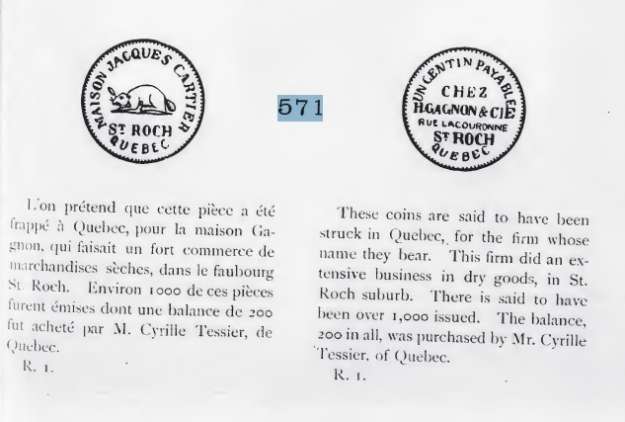 MAISON JACQUES CARTIER
ST ROCH
QUEBEC
571
UN CENTIN PAYABLE
CHEZ
H.GAGNON & CIE
RUE LACOURONNE
ST ROCH
QUEBEC
L'on prétend que cette pièce a été
frappé à Quebec, pour la maison Ga-
gnon, qui faisait un fort commerce de
marchandises sèches, dans le faubourg
St Roch. Environ 1000 de ces pièces
furent émises dont une balance de 200
fut acheté par M. Cyrille Tessier, de
Quebec.
R. 1.
These coins are said to have been
struck in Quebec, for the firm whose
name they bear. This firm did an ex-
tensive business in dry goods, in St.
Roch suburb. There is said to have
been over 1,000 issued. The balance,
200 in all, was purchased by Mr. Cyrille
Tessier, of Quebec.
R. 1.